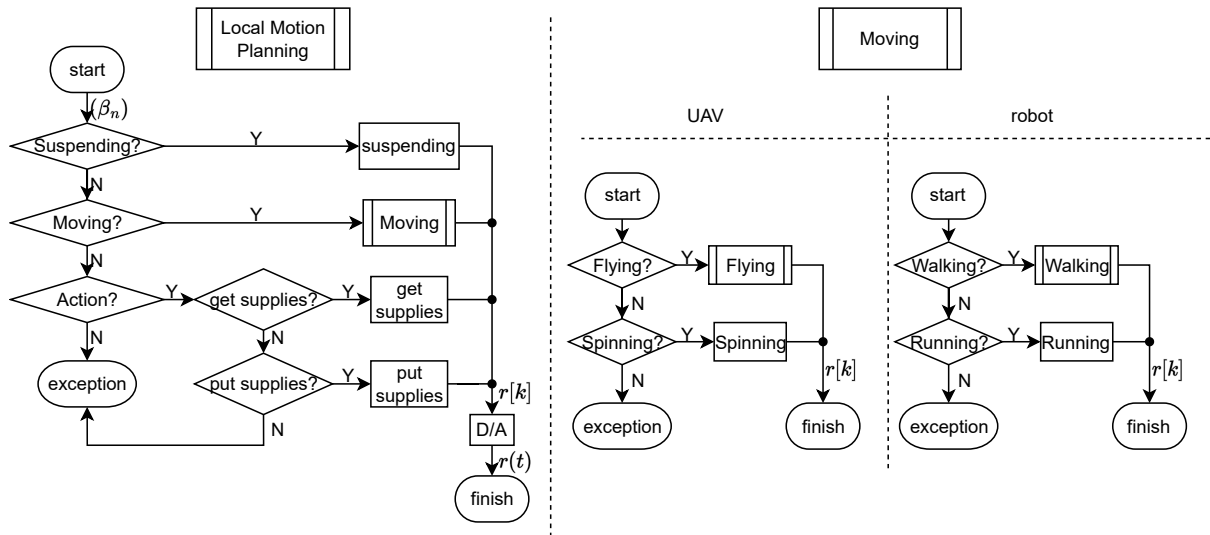 Local Motion
Planning
start
(βₙ)
Suspending?
Y
suspending
N
Moving?
Y
Moving
N
Action?
Y
get supplies?
Y
get
supplies
N
N
exception
put supplies?
Y
put
supplies
N
r[k]
D/A
r(t)
finish
Moving
UAV
robot
start
Flying?
Y
Flying
N
Spinning?
Y
Spinning
N
r[k]
exception
finish
start
Walking?
Y
Walking
N
Running?
Y
Running
N
r[k]
exception
finish